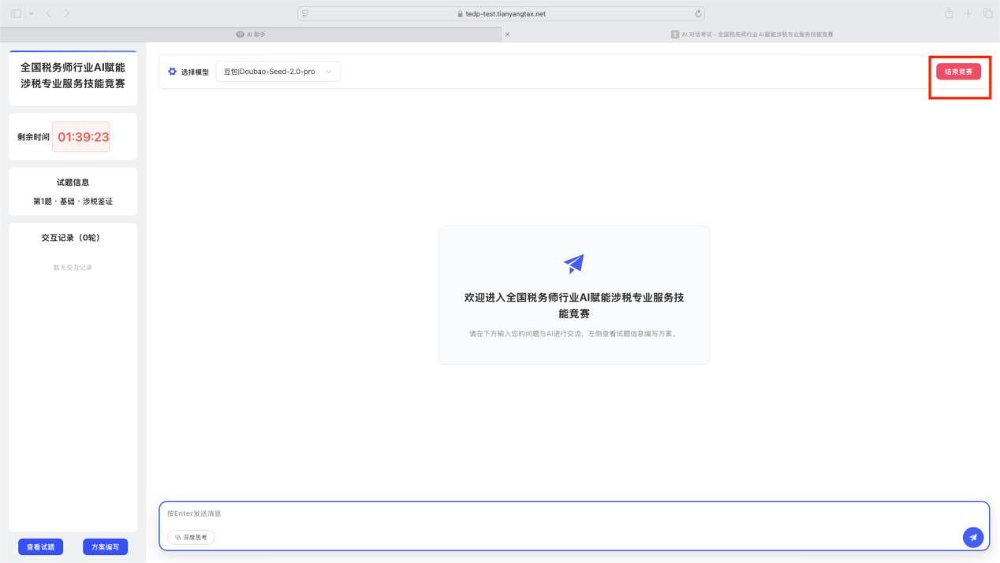 tedp-test.tianyangtax.net
AI 助手
AI 对话考试 - 全国税务师行业AI赋能涉税专业服务技能竞赛
全国税务师行业AI赋能
涉税专业服务技能竞赛
选择模型
豆包|Doubao-Seed-2.0-pro
结束竞赛
剩余时间
01:39:23
试题信息
第1题 · 基础 · 涉税鉴证
交互记录（0轮）
暂无交互记录
欢迎进入全国税务师行业AI赋能涉税专业服务技
能竞赛
请在下方输入您的问题与AI进行交流，左侧查看试题信息编写方案。
按Enter发送消息
深度思考
查看试题
方案编写